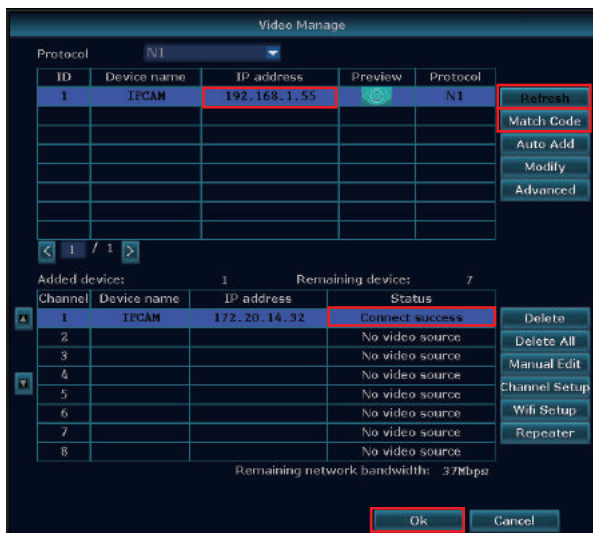 Video Manage
Protocol N1
ID Device name IP address Preview Protocol
1 IPCAM 192.168.1.55 N1
Refresh
Match Code
Auto Add
Modify
Advanced
< 1 / 1 >
Added device: 1 Remaining device: 7
Channel Device name IP address Status
1 IPCAM 172.20.14.32 Connect success
2 No video source
3 No video source
4 No video source
5 No video source
6 No video source
7 No video source
8 No video source
Delete
Delete All
Manual Edit
Channel Setup
Wifi Setup
Repeater
Remaining network bandwidth: 37Mbps
Ok Cancel